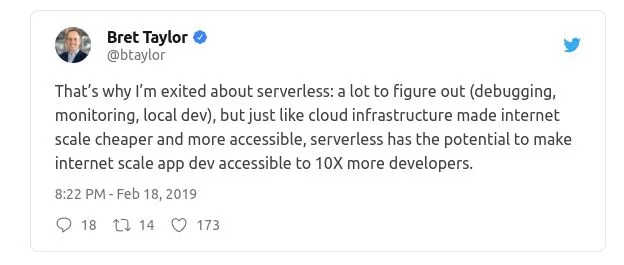 Bret Taylor
@btaylor
That’s why I’m exited about serverless: a lot to figure out (debugging,
monitoring, local dev), but just like cloud infrastructure made internet
scale cheaper and more accessible, serverless has the potential to make
internet scale app dev accessible to 10X more developers.
8:22 PM - Feb 18, 2019
18 14 173